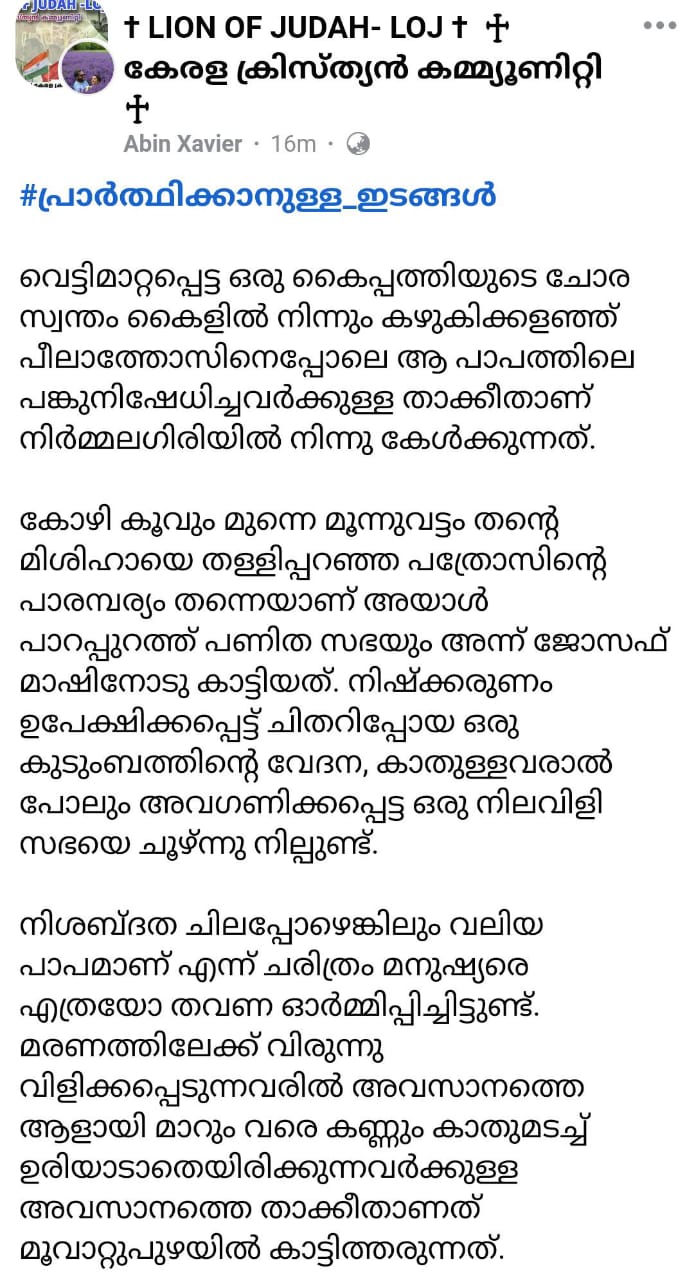 † LION OF JUDAH- LOJ † ✢
കേരള ക്രിസ്ത്യൻ കമ്മ്യൂണിറ്റി
✢
Abin Xavier · 16m ·
#പ്രാർത്ഥിക്കാനുള്ള_ഇടങ്ങൾ
വെട്ടിമാറ്റപ്പെട്ട ഒരു കൈപ്പത്തിയുടെ ചോര
സ്വന്തം കൈളിൽ നിന്നും കഴുകിക്കളഞ്ഞ്
പീലാത്തോസിനെപ്പോലെ ആ പാപത്തിലെ
പങ്കുനിഷേധിച്ചവർക്കുള്ള താക്കീതാണ്
നിർമ്മലഗിരിയിൽ നിന്നു കേൾക്കുന്നത്.
കോഴി കൂവും മുന്നെ മൂന്നുവട്ടം തന്റെ
മിശിഹായെ തള്ളിപ്പറഞ്ഞ പത്രോസിന്റെ
പാരമ്പര്യം തന്നെയാണ് അയാൾ
പാറപ്പുറത്ത് പണിത സഭയും അന്ന് ജോസഫ്
മാഷിനോടു കാട്ടിയത്. നിഷ്ക്കരുണം
ഉപേക്ഷിക്കപ്പെട്ട് ചിതറിപ്പോയ ഒരു
കുടുംബത്തിന്റെ വേദന, കാതുള്ളവരാൽ
പോലും അവഗണിക്കപ്പെട്ട ഒരു നിലവിളി
സഭയെ ചൂഴ്ന്നു നില്പുണ്ട്.
നിശബ്ദത ചിലപ്പോഴെങ്കിലും വലിയ
പാപമാണ് എന്ന് ചരിത്രം മനുഷ്യരെ
എത്രയോ തവണ ഓർമ്മിപ്പിച്ചിട്ടുണ്ട്.
മരണത്തിലേക്ക് വിരുന്നു
വിളിക്കപ്പെടുന്നവരിൽ അവസാനത്തെ
ആളായി മാറും വരെ കണ്ണും കാതുമടച്ച്
ഉരിയാടാതെയിരിക്കുന്നവർക്കുള്ള
അവസാനത്തെ താക്കീതാണത്
മൂവാറ്റുപുഴയിൽ കാട്ടിത്തരുന്നത്.